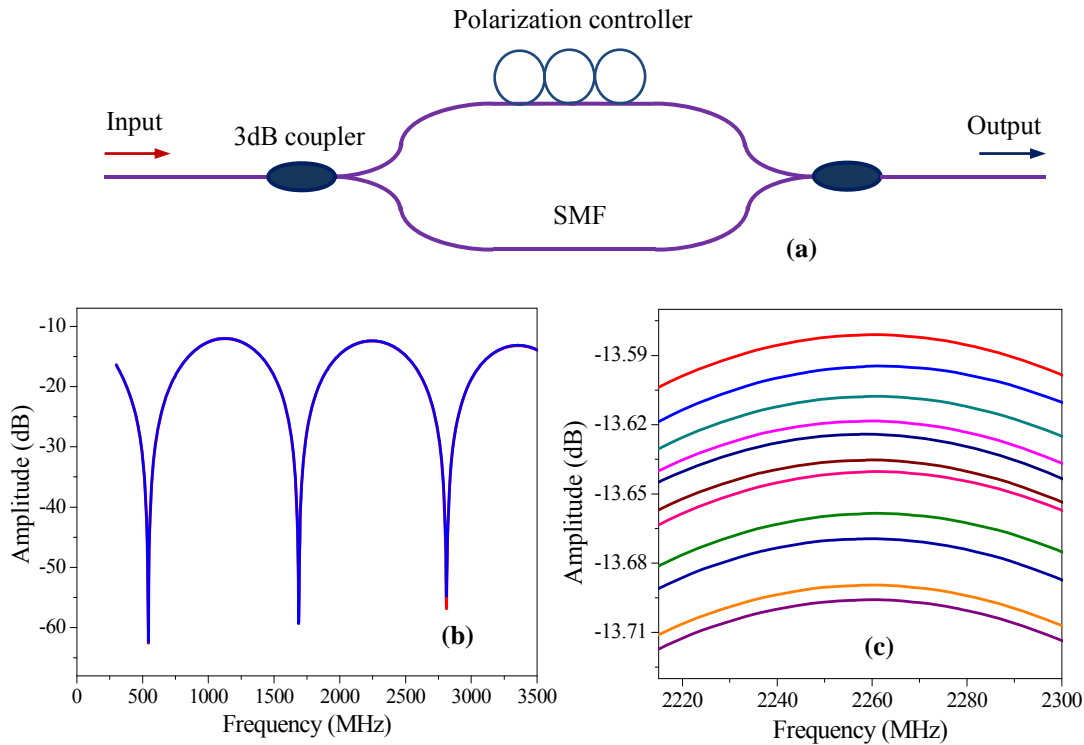 Polarization controller
Input
3dB coupler
Output
SMF
(a)
-10
-20
-30
-40
-50
-60
Amplitude (dB)
0 500 1000 1500 2000 2500 3000 3500
Frequency (MHz)
(b)
-13.59
-13.62
-13.65
-13.68
-13.71
Amplitude (dB)
2220 2240 2260 2280 2300
Frequency (MHz)
(c)